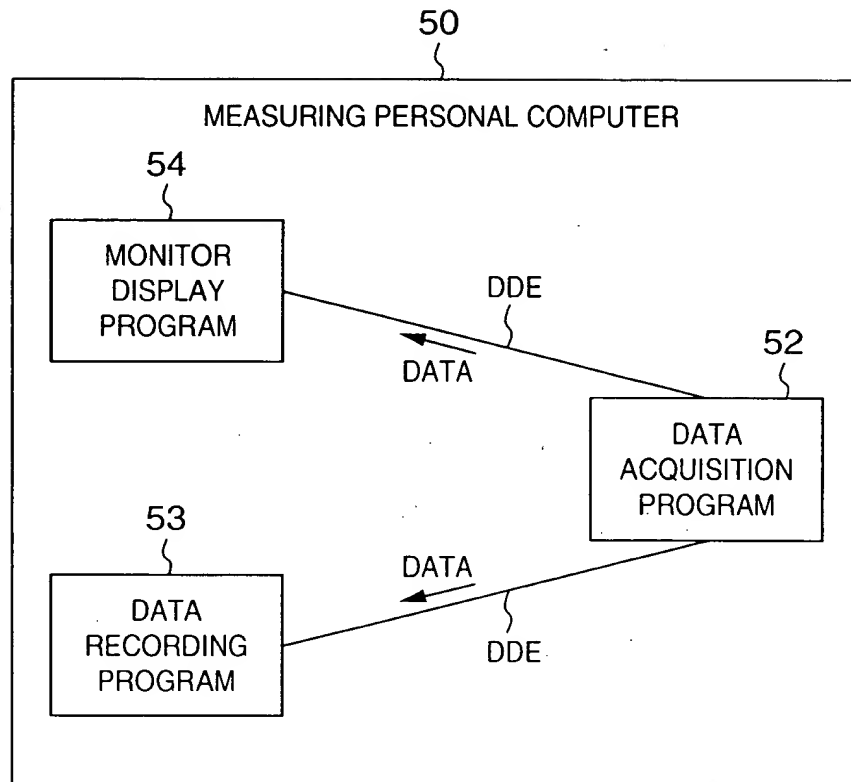 50
MEASURING PERSONAL COMPUTER
54
MONITOR
DISPLAY
PROGRAM
DDE
DATA
52
DATA
ACQUISITION
PROGRAM
53
DATA
RECORDING
PROGRAM
DATA
DDE